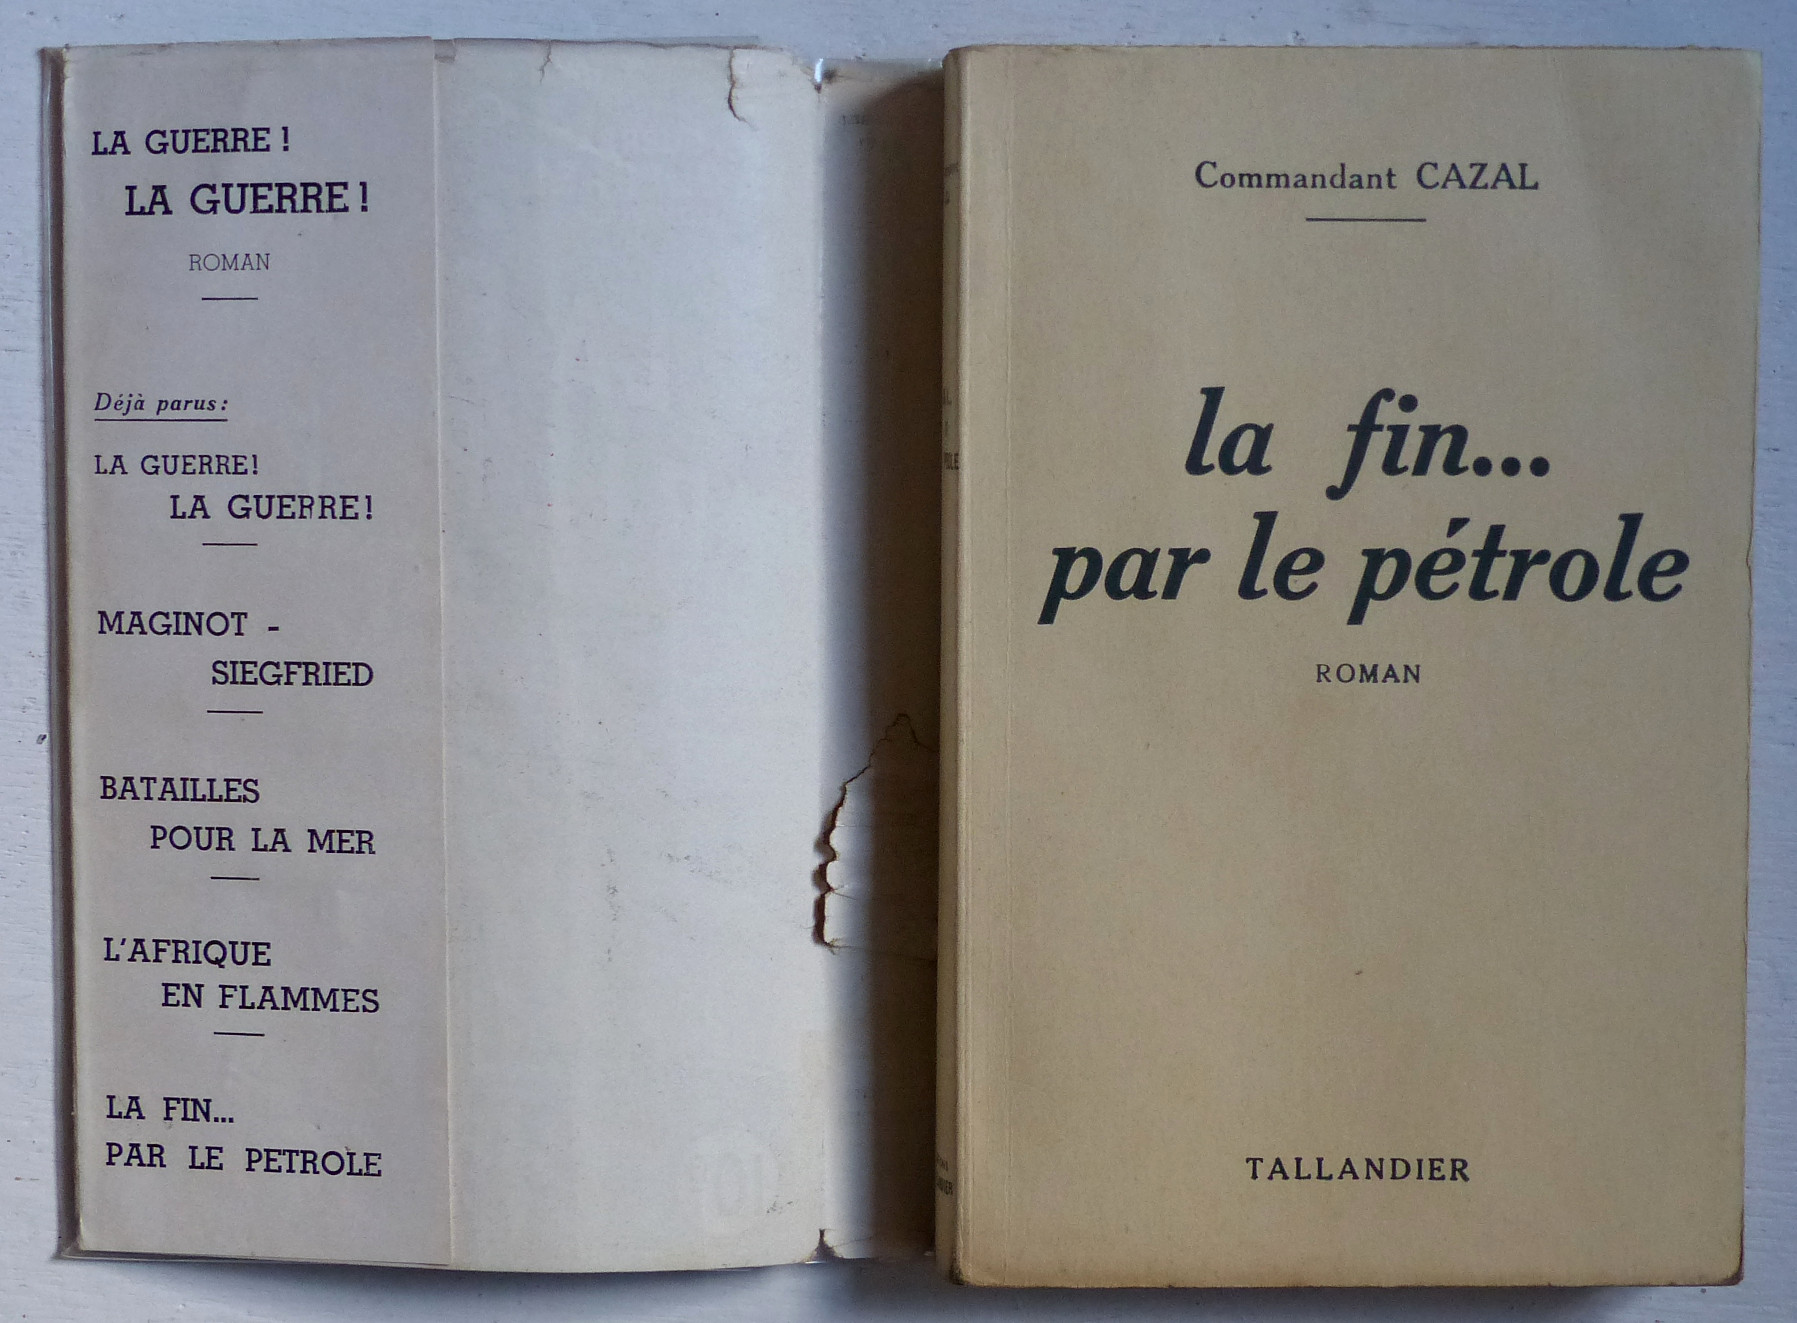 LA GUERRE !
LA GUERRE !
ROMAN
Déjà parus :
LA GUERRE!
LA GUERRE!
MAGINOT -
SIEGFRIED
BATAILLES
POUR LA MER
L'AFRIQUE
EN FLAMMES
LA FIN...
PAR LE PETROLE
Commandant CAZAL
la fin...
par le pétrole
ROMAN
TALLANDIER